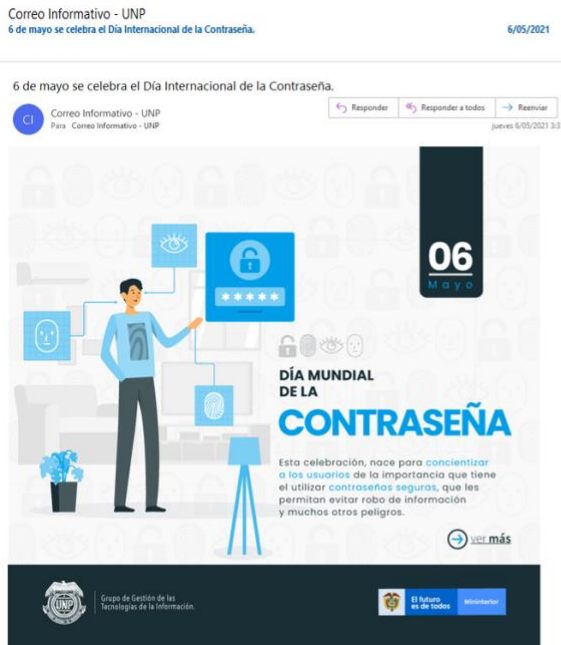 Correo Informativo - UNP
6 de mayo se celebra el Día Internacional de la Contraseña.
6/05/2021
6 de mayo se celebra el Día Internacional de la Contraseña.
CI
Correo Informativo - UNP
Para Correo Informativo - UNP
Responder
Responder a todos
Reenviar
jueves 6/05/2021 3:3
06
Mayo
*****
DÍA MUNDIAL
DE LA
CONTRASEÑA
Esta celebración, nace para concientizar
a los usuarios de la importancia que tiene
el utilizar contraseñas seguras, que les
permitan evitar robo de información
y muchos otros peligros.
ver más
UNP
Grupo de Gestión de las
Tecnologías de la Información.
El futuro
es de todos
Mininterior